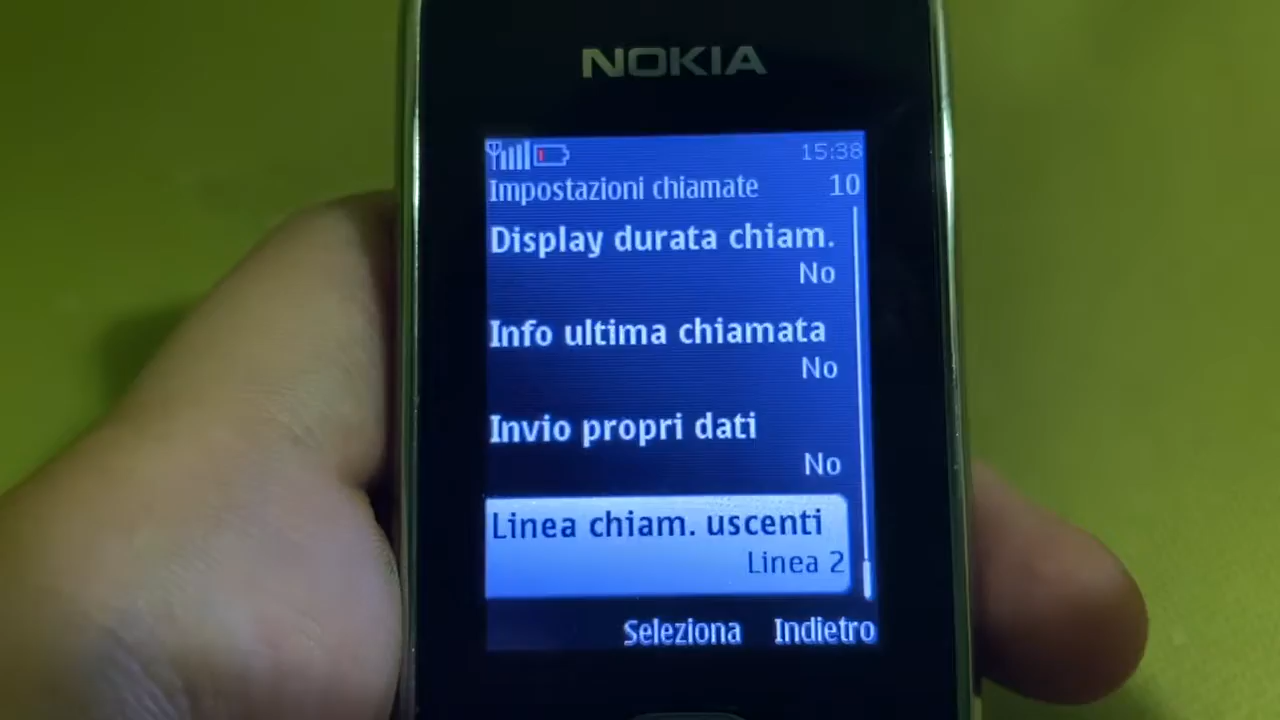 NOKIA
15:38
Impostazioni chiamate 10
Display durata chiam.
No
Info ultima chiamata
No
Invio propri dati
No
Linea chiam. uscenti
Linea 2
Seleziona Indietro